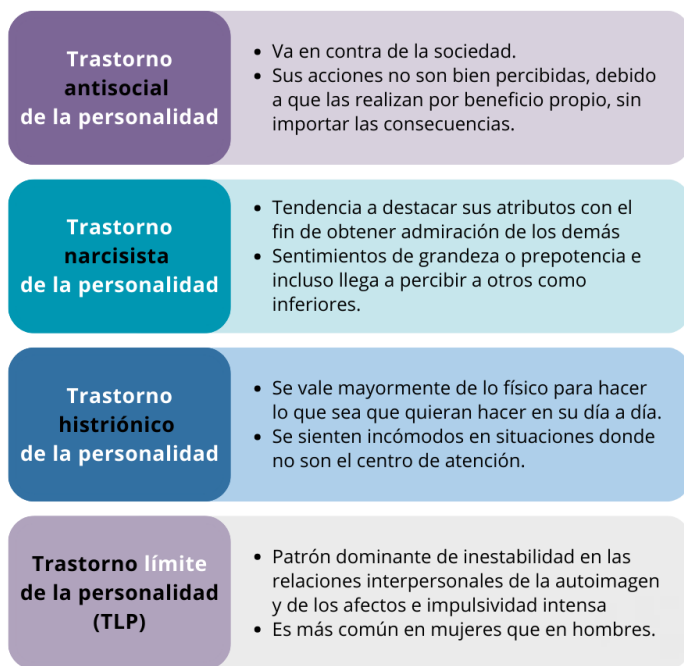 Trastorno
antisocial
de la personalidad
• Va en contra de la sociedad.
• Sus acciones no son bien percibidas, debido
a que las realizan por beneficio propio, sin
importar las consecuencias.
Trastorno
narcisista
de la personalidad
• Tendencia a destacar sus atributos con el
fin de obtener admiración de los demás
• Sentimientos de grandeza o prepotencia e
incluso llega a percibir a otros como
inferiores.
Trastorno
histriónico
de la personalidad
• Se vale mayormente de lo físico para hacer
lo que sea que quieran hacer en su día a día.
• Se sienten incómodos en situaciones donde
no son el centro de atención.
Trastorno límite
de la personalidad
(TLP)
• Patrón dominante de inestabilidad en las
relaciones interpersonales de la autoimagen
y de los afectos e impulsividad intensa
• Es más común en mujeres que en hombres.